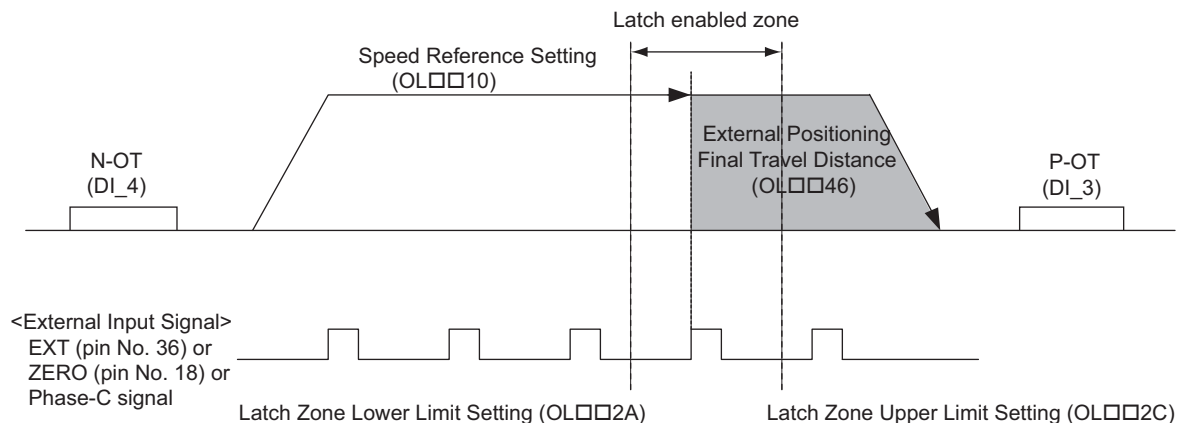 Latch enabled zone
Speed Reference Setting
(OL□□10)
External Positioning
Final Travel Distance
(OL□□46)
N-OT
(DI_4)
P-OT
(DI_3)
<External Input Signal>
EXT (pin No. 36) or
ZERO (pin No. 18) or
Phase-C signal
Latch Zone Lower Limit Setting (OL□□2A)
Latch Zone Upper Limit Setting (OL□□2C)